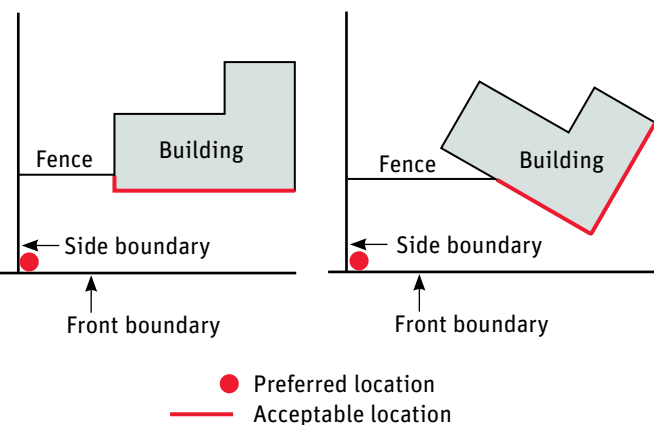 Fence
Building
Side boundary
Front boundary
Fence
Building
Side boundary
Front boundary
Preferred location
Acceptable location